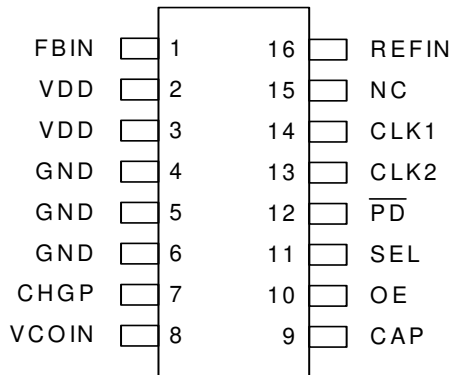 FBIN 1 16 REFIN
VDD 2 15 NC
VDD 3 14 CLK1
GND 4 13 CLK2
GND 5 12 P̅D̅
GND 6 11 SEL
CHGP 7 10 OE
VCOIN 8 9 CAP